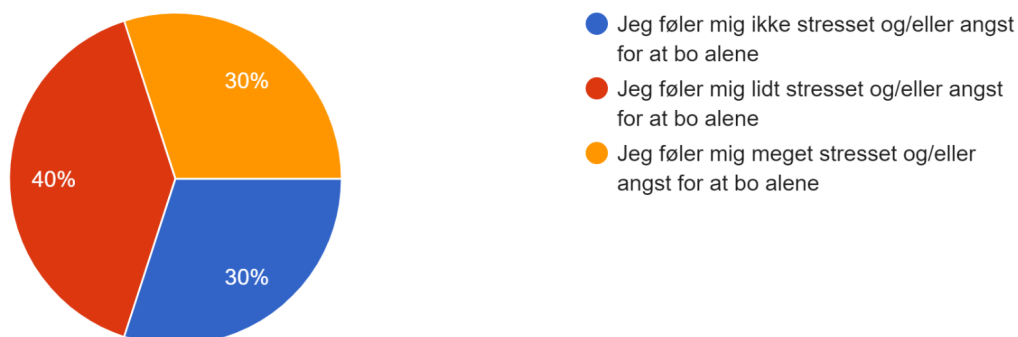 30%
40%
30%
Jeg føler mig ikke stresset og/eller angst
for at bo alene
Jeg føler mig lidt stresset og/eller angst
for at bo alene
Jeg føler mig meget stresset og/eller
angst for at bo alene